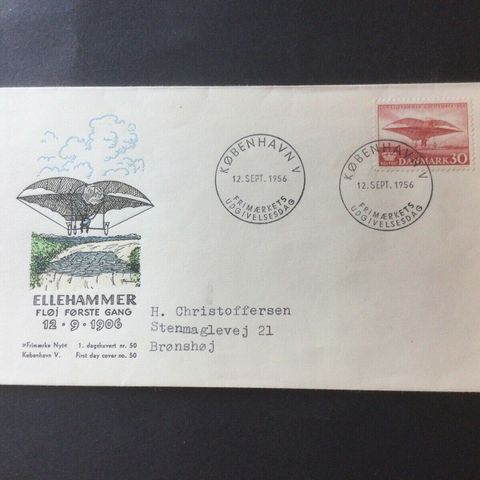 KØBENHAVN V
12. SEPT. 1956
FRIMÆRKETS
UDGIVELSESDAG
KØBENHAVN V
12. SEPT. 1956
FRIMÆRKETS
UDGIVELSESDAG
DANMARK 30
ELLEHAMMER
FLØJ FØRSTE GANG
12 · 9 · 1906
»Frimærke Nyt« 1. dagskuvert nr. 50
København V. First day cover no. 50
H. Christoffersen
Stenmaglevej 21
Brønshøj